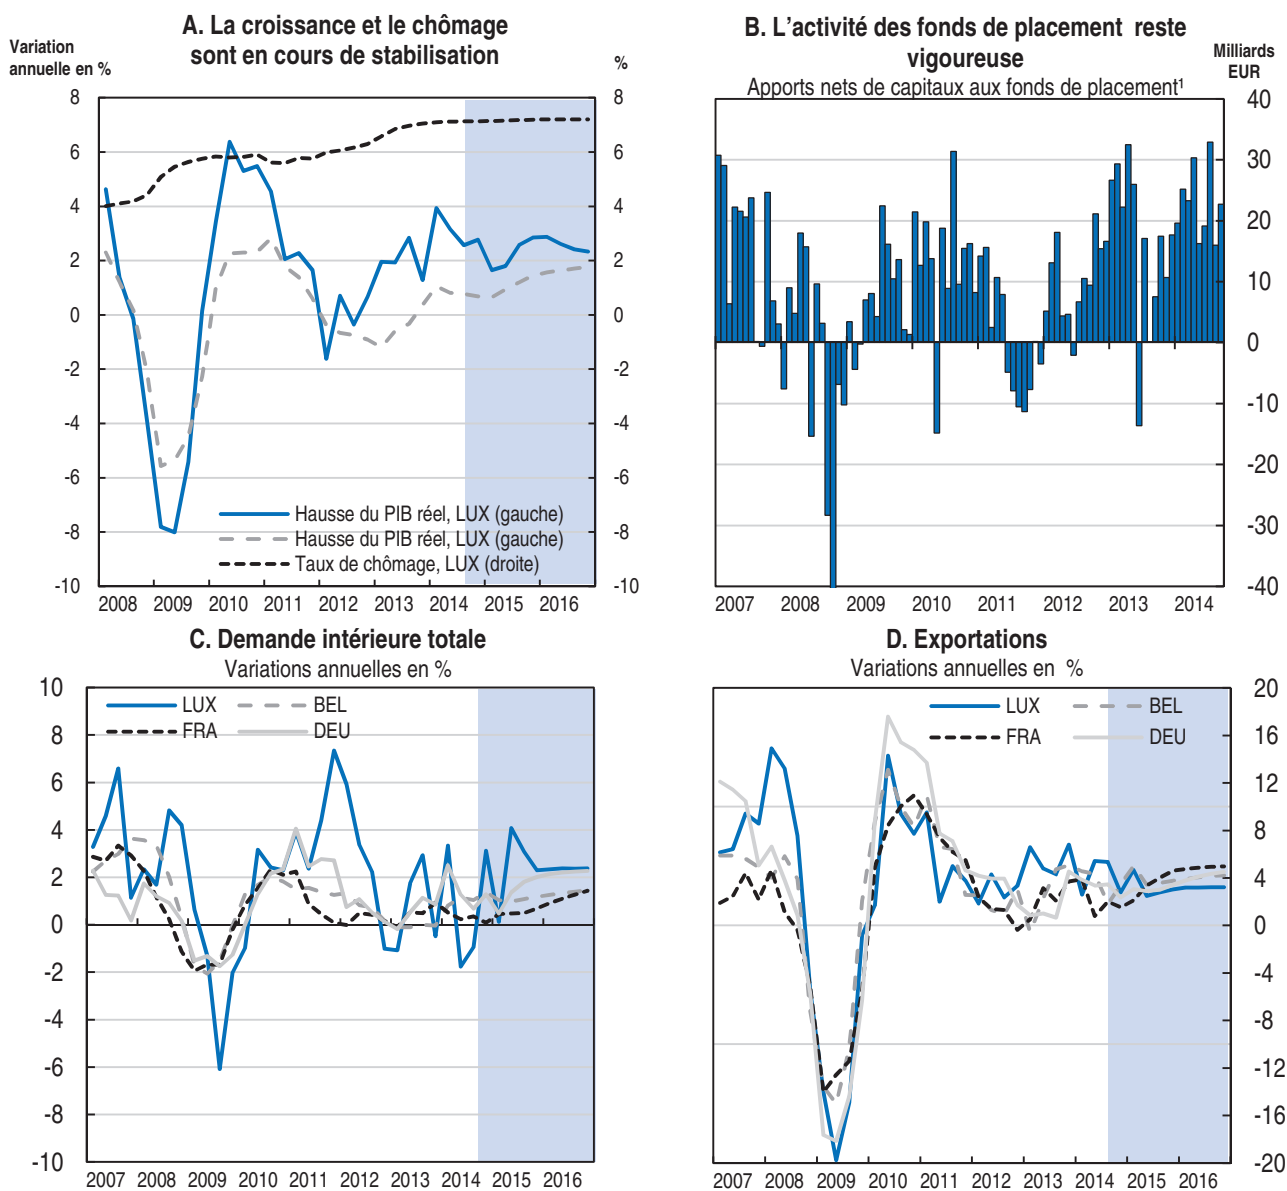 A. La croissance et le chômage
sont en cours de stabilisation
Variation
annuelle en %
%
8
6
4
2
0
-2
-4
-6
-8
-10
8
6
4
2
0
-2
-4
-6
-8
-10
Hausse du PIB réel, LUX (gauche)
Hausse du PIB réel, LUX (gauche)
Taux de chômage, LUX (droite)
2008 2009 2010 2011 2012 2013 2014 2015 2016
B. L'activité des fonds de placement reste
vigoureuse
Apports nets de capitaux aux fonds de placement¹
Milliards
EUR
40
30
20
10
0
-10
-20
-30
-40
2007 2008 2009 2010 2011 2012 2013 2014
C. Demande intérieure totale
Variations annuelles en %
10
8
6
4
2
0
-2
-4
-6
-8
-10
LUX BEL
FRA DEU
2007 2008 2009 2010 2011 2012 2013 2014 2015 2016
D. Exportations
Variations annuelles en %
LUX BEL
FRA DEU
20
16
12
8
4
0
-4
-8
-12
-16
-20
2007 2008 2009 2010 2011 2012 2013 2014 2015 2016